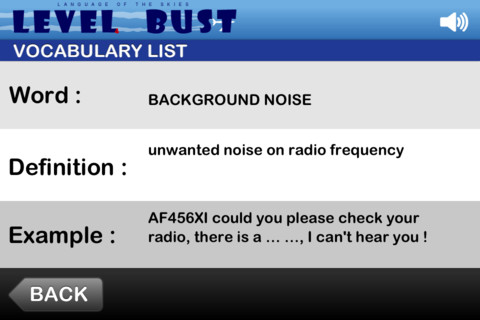 LANGUAGE OF THE SKIES
LEVEL BUST
VOCABULARY LIST
Word :
BACKGROUND NOISE
Definition :
unwanted noise on radio frequency
Example :
AF456XI could you please check your
radio, there is a ... ..., I can't hear you !
BACK